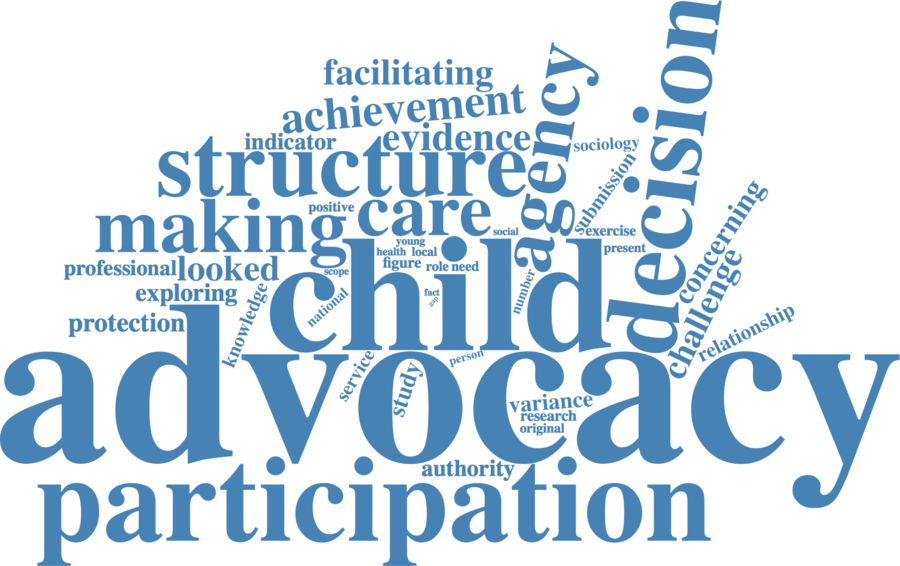 decision
facilitating
agency
achievement
evidence
indicator
sociology
structure
submission
concerning
making
positive
care
social
exercise
young
present
health
local
professional
looked
scope
figure
role
need
child
challenge
exploring
knowledge
national
fact
gap
number
protection
relationship
advocacy
service
study
person
variance
research
original
authority
participation